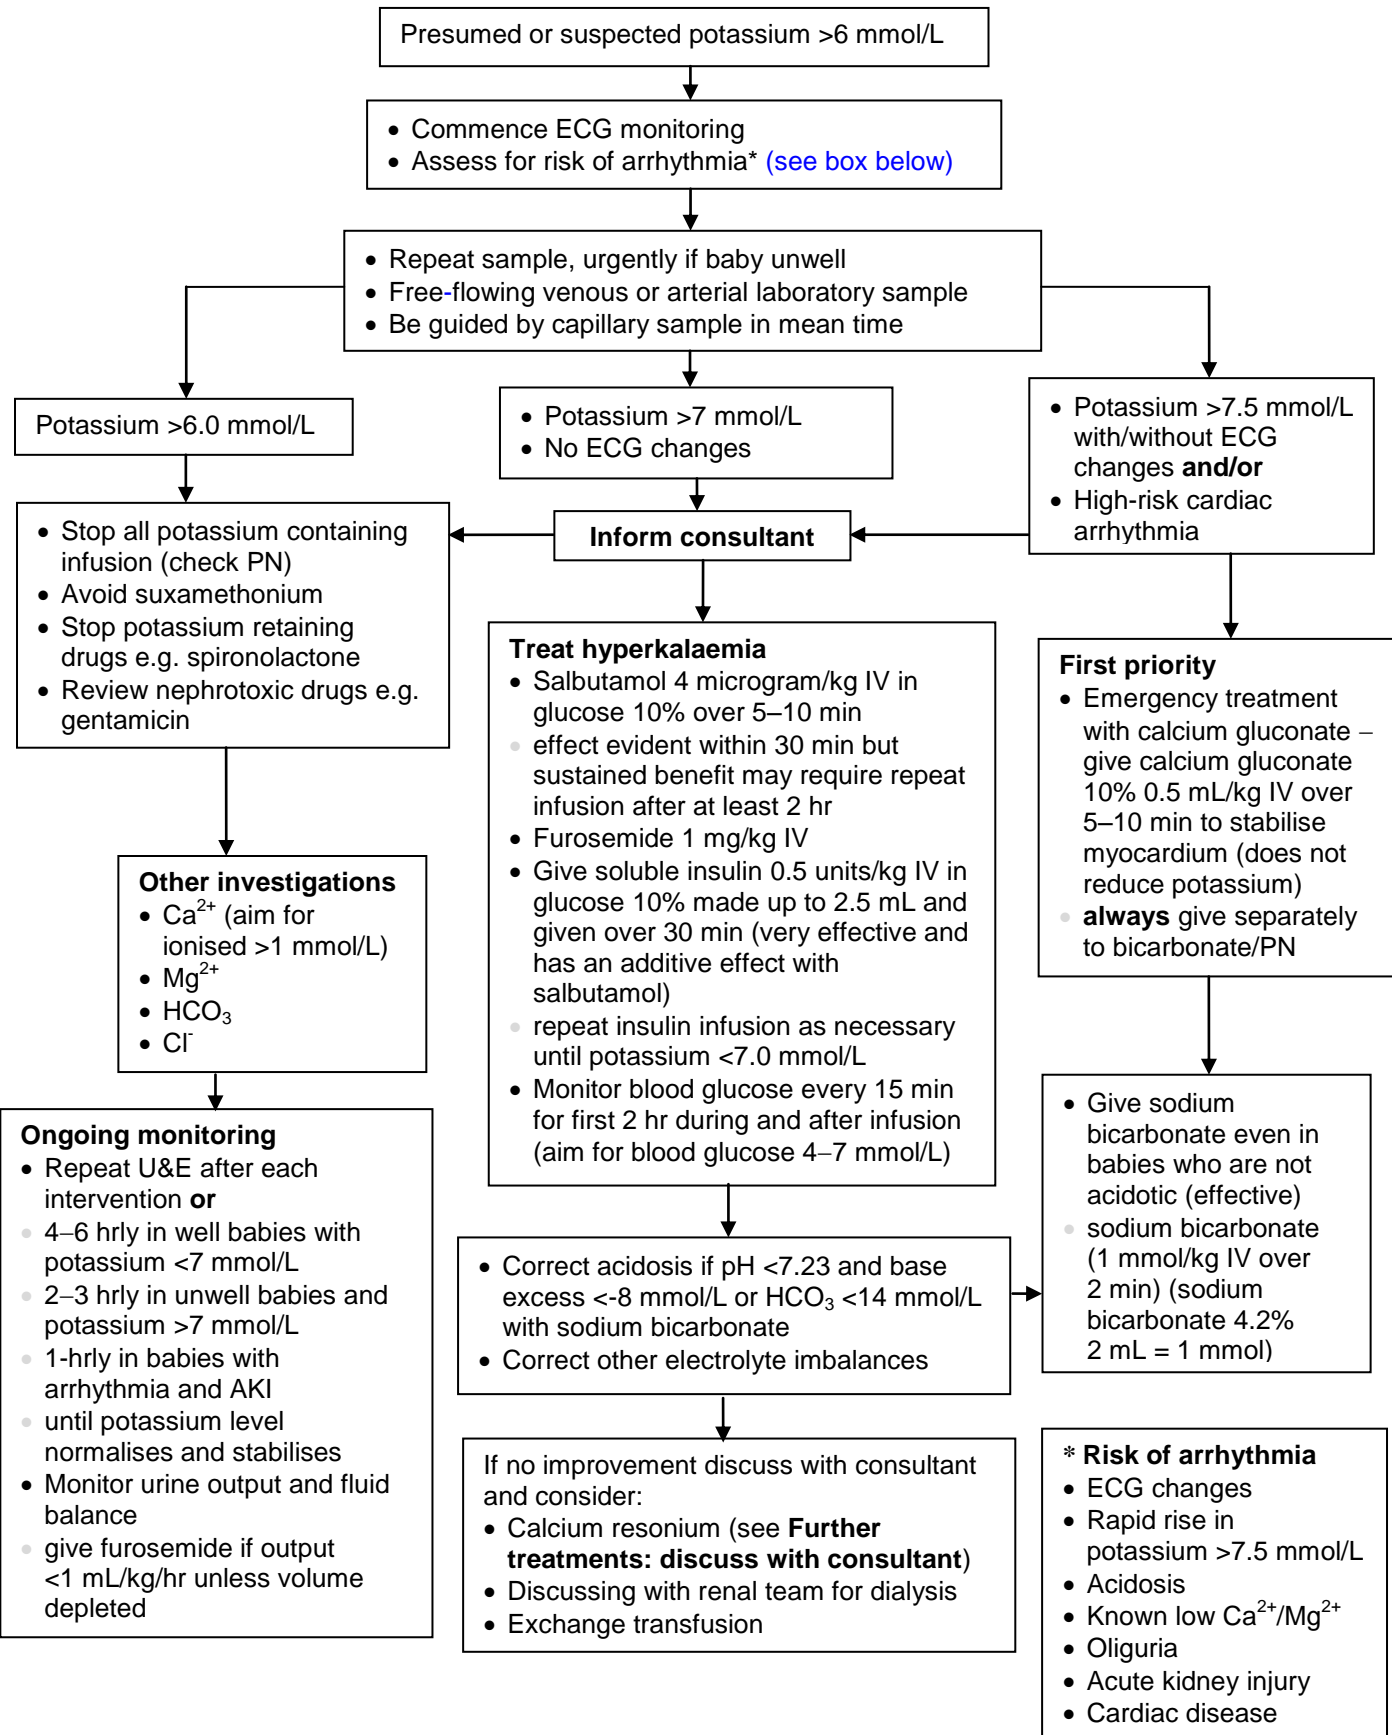 Presumed or suspected potassium >6 mmol/L
• Commence ECG monitoring
• Assess for risk of arrhythmia* (see box below)
• Repeat sample, urgently if baby unwell
• Free-flowing venous or arterial laboratory sample
• Be guided by capillary sample in mean time
Potassium >6.0 mmol/L
• Potassium >7 mmol/L
• No ECG changes
• Potassium >7.5 mmol/L
with/without ECG
changes and/or
• High-risk cardiac
arrhythmia
• Stop all potassium containing
infusion (check PN)
• Avoid suxamethonium
• Stop potassium retaining
drugs e.g. spironolactone
• Review nephrotoxic drugs e.g.
gentamicin
Inform consultant
Treat hyperkalaemia
• Salbutamol 4 microgram/kg IV in
glucose 10% over 5–10 min
• effect evident within 30 min but
sustained benefit may require repeat
infusion after at least 2 hr
• Furosemide 1 mg/kg IV
• Give soluble insulin 0.5 units/kg IV in
glucose 10% made up to 2.5 mL and
given over 30 min (very effective and
has an additive effect with
salbutamol)
• repeat insulin infusion as necessary
until potassium <7.0 mmol/L
• Monitor blood glucose every 15 min
for first 2 hr during and after infusion
(aim for blood glucose 4–7 mmol/L)
First priority
• Emergency treatment
with calcium gluconate –
give calcium gluconate
10% 0.5 mL/kg IV over
5–10 min to stabilise
myocardium (does not
reduce potassium)
• always give separately
to bicarbonate/PN
Other investigations
• Ca²⁺ (aim for
ionised >1 mmol/L)
• Mg²⁺
• HCO₃
• Cl⁻
Ongoing monitoring
• Repeat U&E after each
intervention or
• 4–6 hrly in well babies with
potassium <7 mmol/L
• 2–3 hrly in unwell babies and
potassium >7 mmol/L
• 1-hrly in babies with
arrhythmia and AKI
• until potassium level
normalises and stabilises
• Monitor urine output and fluid
balance
• give furosemide if output
<1 mL/kg/hr unless volume
depleted
• Correct acidosis if pH <7.23 and base
excess <-8 mmol/L or HCO₃ <14 mmol/L
with sodium bicarbonate
• Correct other electrolyte imbalances
• Give sodium
bicarbonate even in
babies who are not
acidotic (effective)
• sodium bicarbonate
(1 mmol/kg IV over
2 min) (sodium
bicarbonate 4.2%
2 mL = 1 mmol)
If no improvement discuss with consultant
and consider:
• Calcium resonium (see Further
treatments: discuss with consultant)
• Discussing with renal team for dialysis
• Exchange transfusion
* Risk of arrhythmia
• ECG changes
• Rapid rise in
potassium >7.5 mmol/L
• Acidosis
• Known low Ca²⁺/Mg²⁺
• Oliguria
• Acute kidney injury
• Cardiac disease